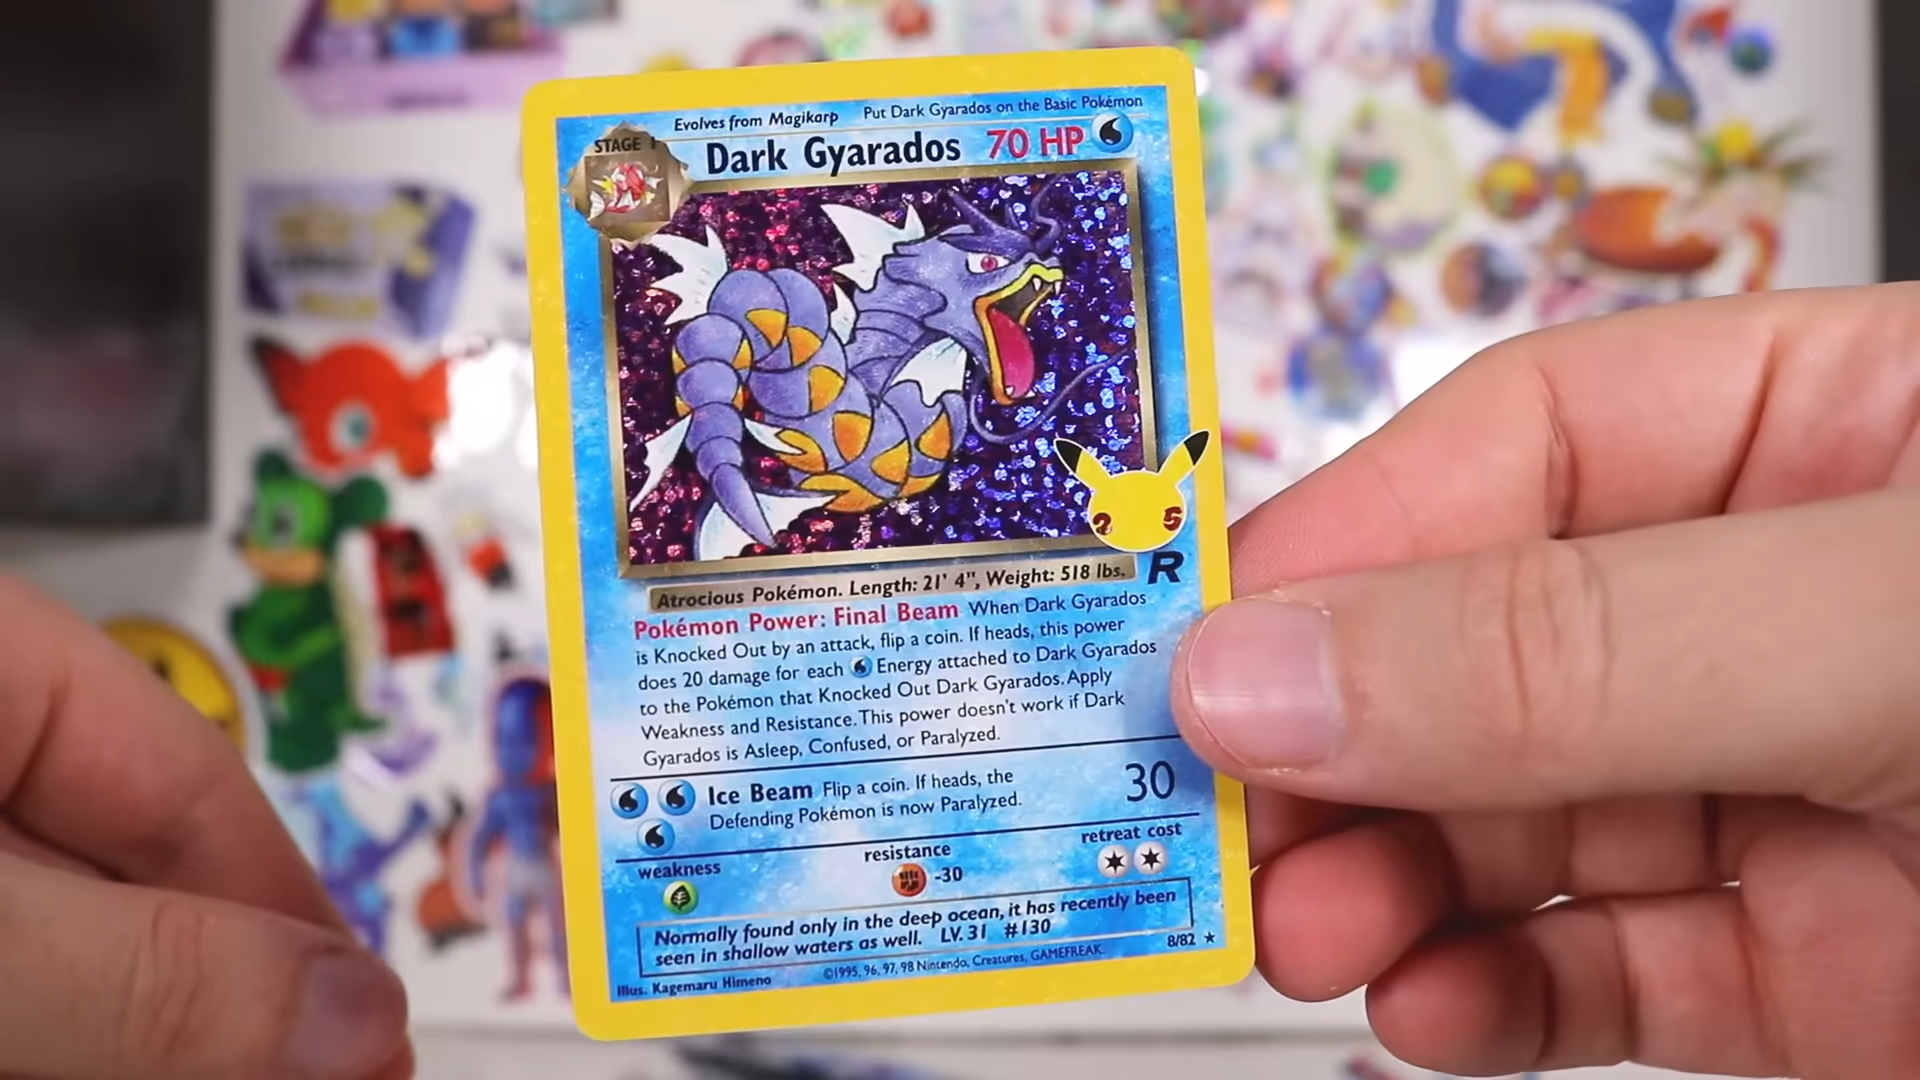 Evolves from Magikarp Put Dark Gyarados on the Basic Pokémon
STAGE 1
Dark Gyarados 70 HP
25
R
Atrocious Pokémon. Length: 21' 4", Weight: 518 lbs.
Pokémon Power: Final Beam When Dark Gyarados
is Knocked Out by an attack, flip a coin. If heads, this power
does 20 damage for each Energy attached to Dark Gyarados
to the Pokémon that Knocked Out Dark Gyarados. Apply
Weakness and Resistance. This power doesn't work if Dark
Gyarados is Asleep, Confused, or Paralyzed.
Ice Beam Flip a coin. If heads, the
Defending Pokémon is now Paralyzed.
30
weakness
resistance
retreat cost
-30
Normally found only in the deep ocean, it has recently been
seen in shallow waters as well. LV. 31 #130
8/82 ★
Illus. Kagemaru Himeno
©1995, 96, 97, 98 Nintendo, Creatures, GAMEFREAK.